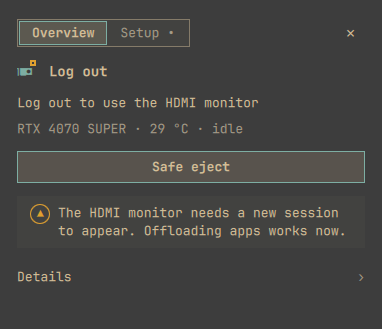 Overview Setup •
×
Log out
Log out to use the HDMI monitor
RTX 4070 SUPER · 29 °C · idle
Safe eject
The HDMI monitor needs a new session
to appear. Offloading apps works now.
Details ›